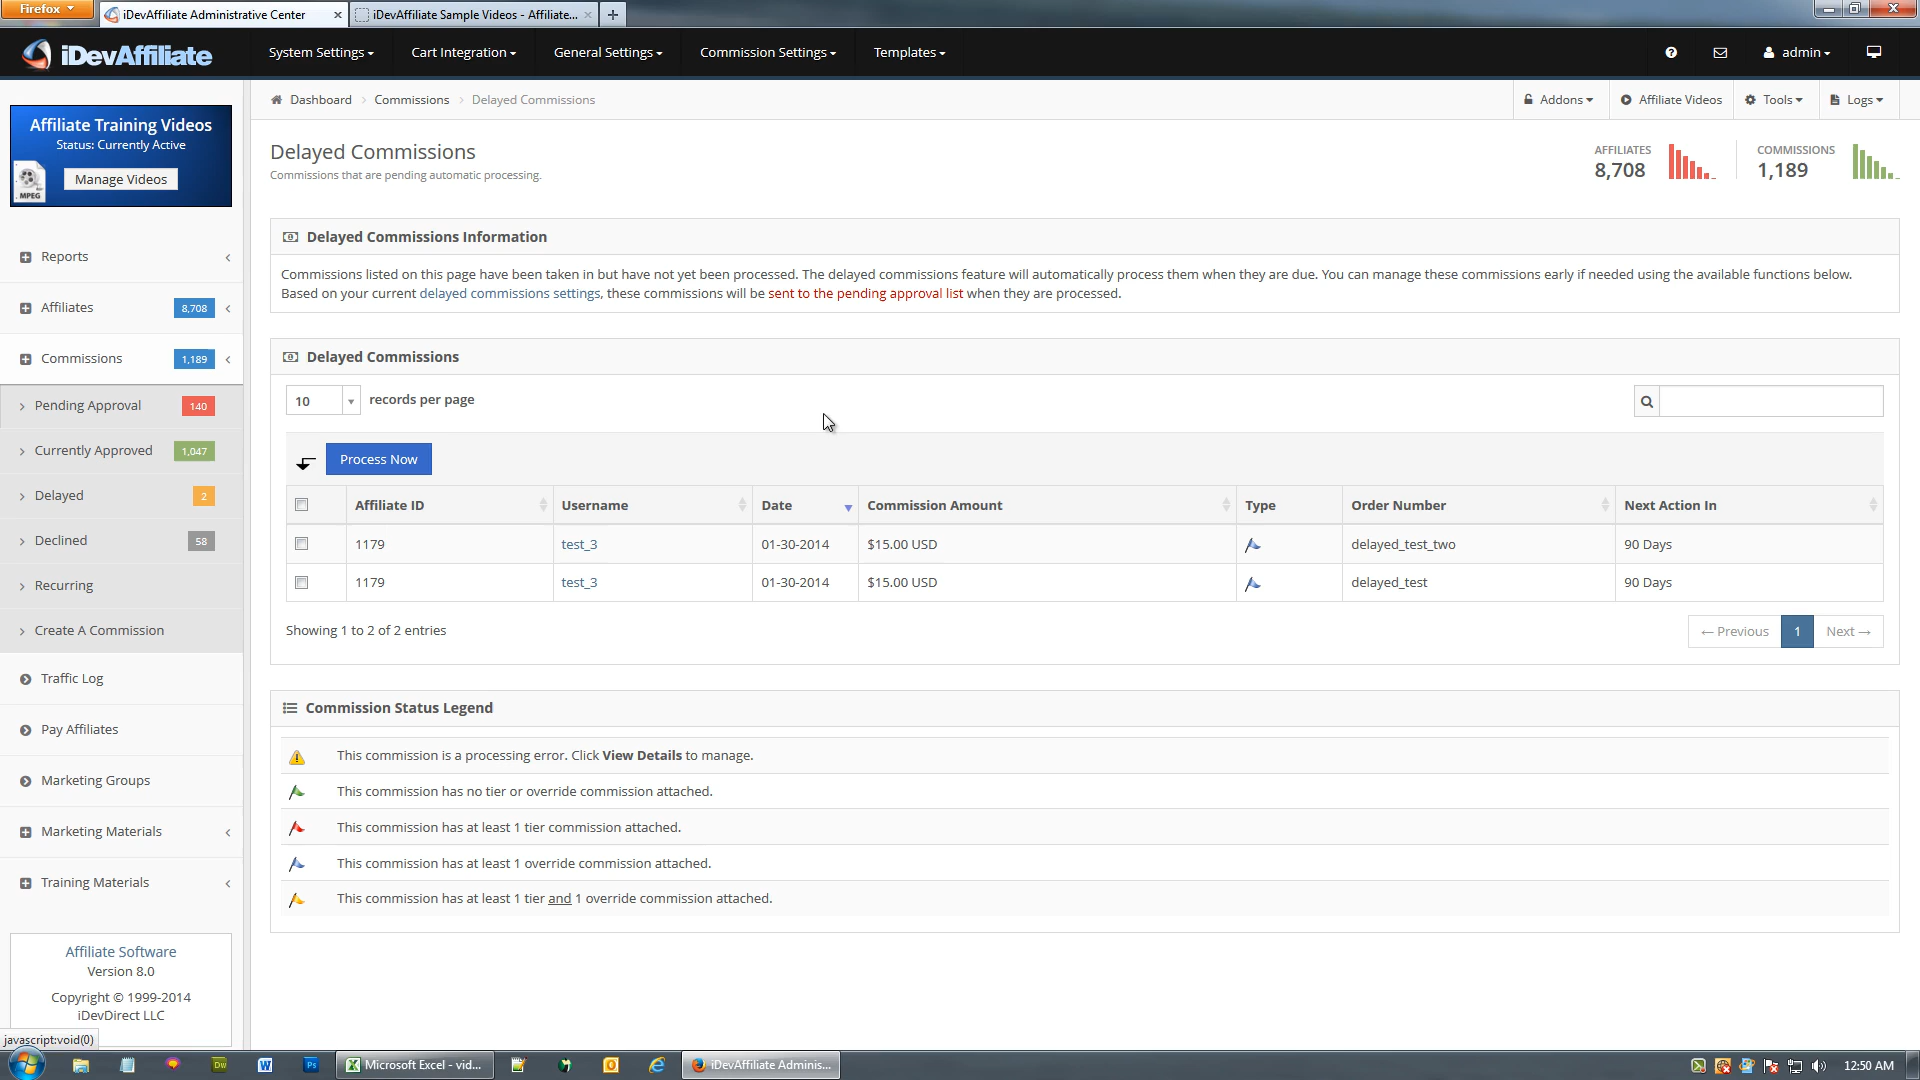 Firefox
iDevAffiliate Administrative Center
iDevAffiliate Sample Videos - Affiliate...
iDevAffiliate
System Settings
Cart Integration
General Settings
Commission Settings
Templates
admin
Affiliate Training Videos
Status: Currently Active
Manage Videos
MPEG
Dashboard
Commissions
Delayed Commissions
Addons
Affiliate Videos
Tools
Logs
Delayed Commissions
Commissions that are pending automatic processing.
AFFILIATES
8,708
COMMISSIONS
1,189
Reports
Affiliates 8,708
Commissions 1,189
Pending Approval 140
Currently Approved 1,047
Delayed 2
Declined 58
Recurring
Create A Commission
Traffic Log
Pay Affiliates
Marketing Groups
Marketing Materials
Training Materials
Affiliate Software
Version 8.0
Copyright © 1999-2014
iDevDirect LLC
Delayed Commissions Information
Commissions listed on this page have been taken in but have not yet been processed. The delayed commissions feature will automatically process them when they are due. You can manage these commissions early if needed using the available functions below.
Based on your current delayed commissions settings, these commissions will be sent to the pending approval list when they are processed.
Delayed Commissions
10 records per page
Process Now
Affiliate ID Username Date Commission Amount Type Order Number Next Action In
1179 test_3 01-30-2014 $15.00 USD delayed_test_two 90 Days
1179 test_3 01-30-2014 $15.00 USD delayed_test 90 Days
Showing 1 to 2 of 2 entries
← Previous 1 Next →
Commission Status Legend
This commission is a processing error. Click View Details to manage.
This commission has no tier or override commission attached.
This commission has at least 1 tier commission attached.
This commission has at least 1 override commission attached.
This commission has at least 1 tier and 1 override commission attached.
javascript:void(0)
Dw
W
Ps
Microsoft Excel - vid...
iDevAffiliate Adminis...
12:50 AM